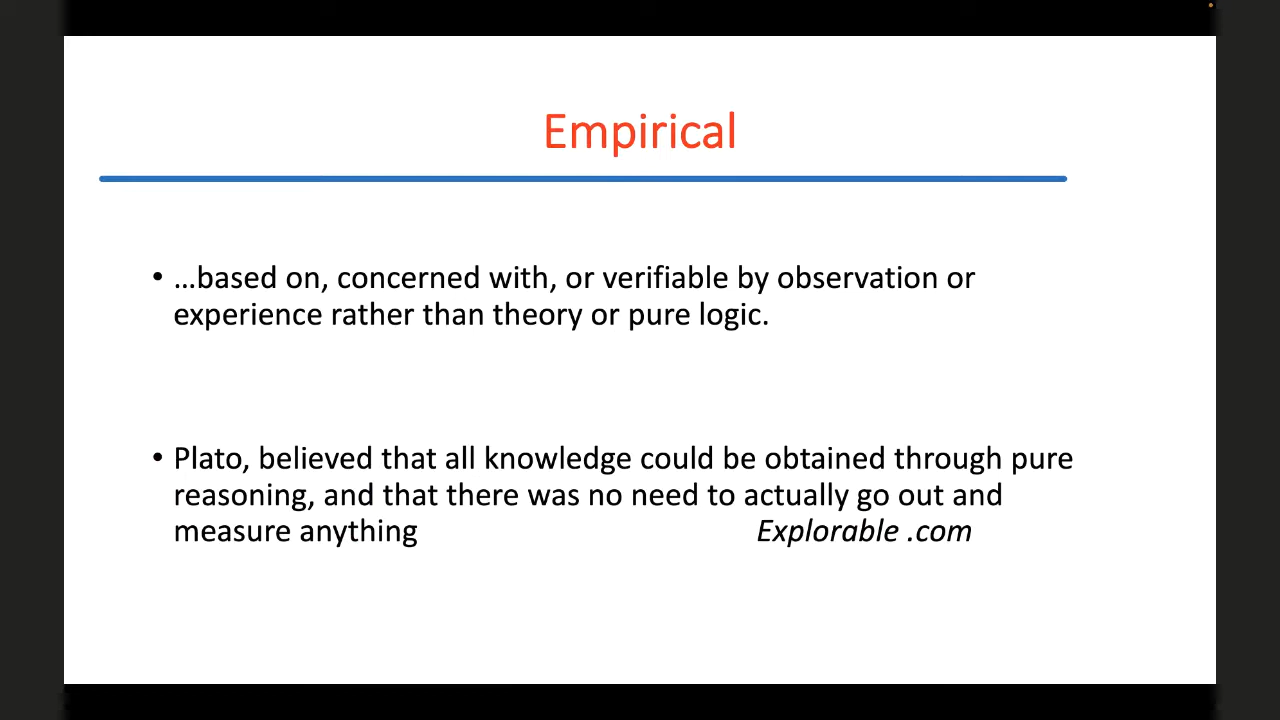 Empirical
• …based on, concerned with, or verifiable by observation or
experience rather than theory or pure logic.
• Plato, believed that all knowledge could be obtained through pure
reasoning, and that there was no need to actually go out and
measure anything Explorable .com